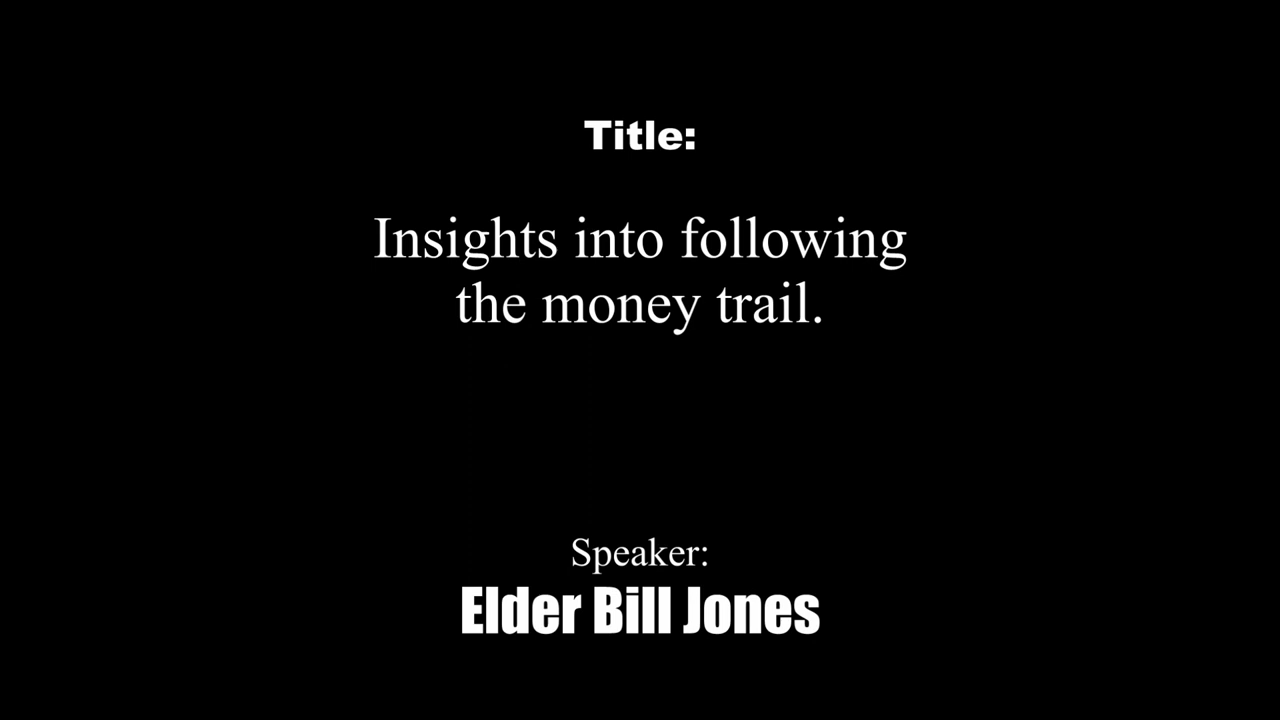 Title:
Insights into following
the money trail.
Speaker:
Elder Bill Jones